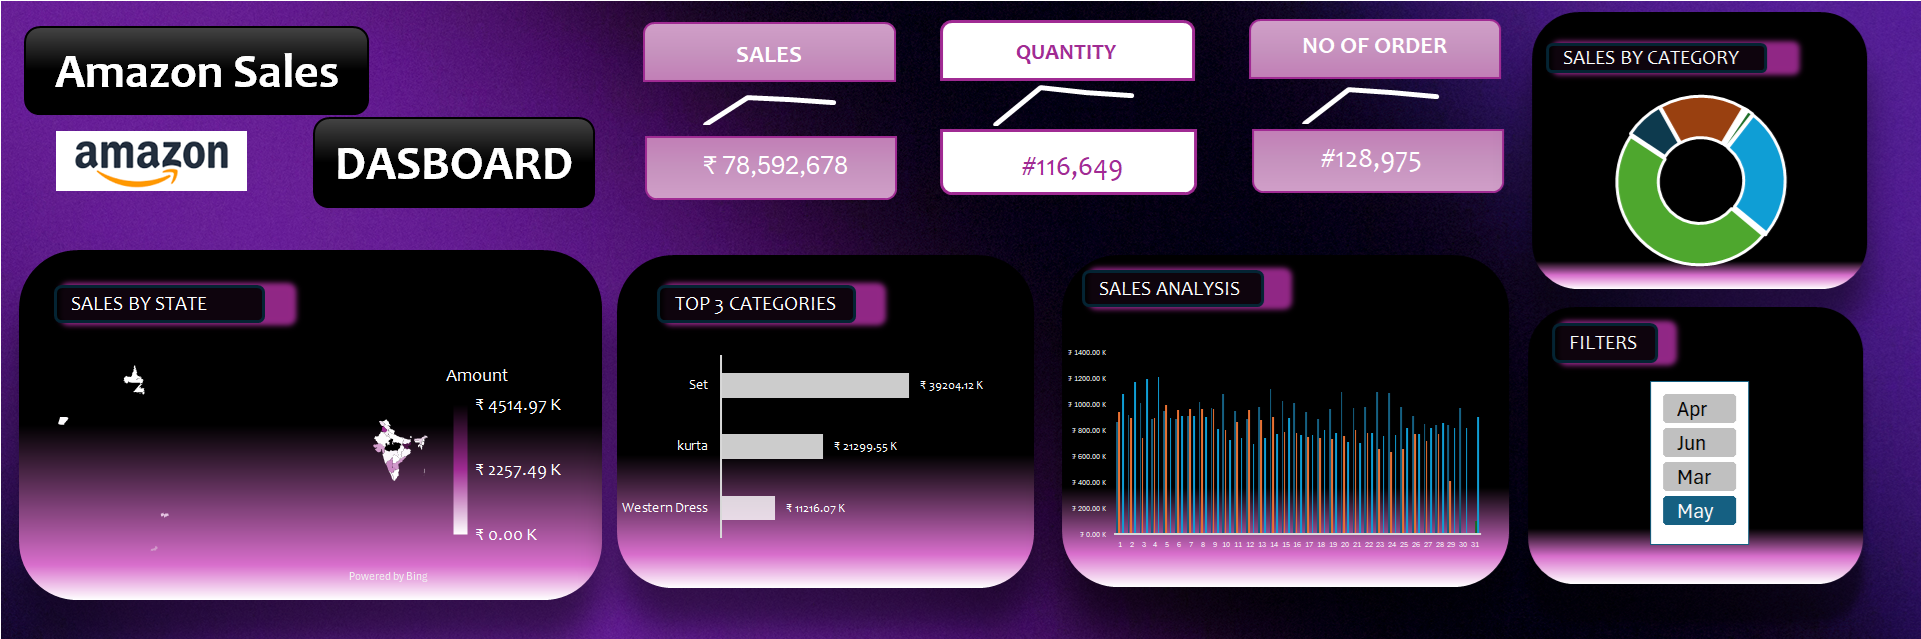 Amazon Sales
amazon
DASBOARD
SALES
₹ 78,592,678
QUANTITY
#116,649
NO OF ORDER
#128,975
SALES BY CATEGORY
SALES BY STATE
Amount
₹ 4514.97 K
₹ 2257.49 K
₹ 0.00 K
Powered by Bing
TOP 3 CATEGORIES
Set ₹ 39204.12 K
kurta ₹ 21299.55 K
Western Dress ₹ 11216.07 K
SALES ANALYSIS
₹ 1400.00 K
₹ 1200.00 K
₹ 1000.00 K
₹ 800.00 K
₹ 600.00 K
₹ 400.00 K
₹ 200.00 K
₹ 0.00 K
1 2 3 4 5 6 7 8 9 10 11 12 13 14 15 16 17 18 19 20 21 22 23 24 25 26 27 28 29 30 31
FILTERS
Apr
Jun
Mar
May